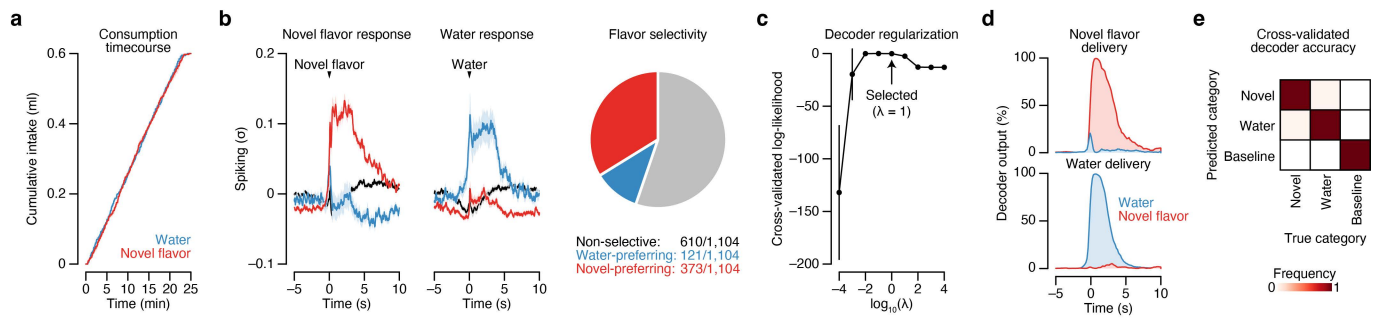 a
Consumption
timecourse
Cumulative intake (ml)
0.6
0.4
0.2
0
0 5 10 15 20 25
Time (min)
Water
Novel flavor
b
Novel flavor response
Water response
Flavor selectivity
Spiking (σ)
0.2
0.1
0
–0.1
Novel flavor
Water
–5 0 5 10
Time (s)
–5 0 5 10
Time (s)
Non-selective: 610/1,104
Water-preferring: 121/1,104
Novel-preferring: 373/1,104
c
Decoder regularization
Cross-validated log-likelihood
0
–50
–100
–150
–200
Selected
(λ = 1)
–4 –2 0 2 4
log10(λ)
d
Novel flavor
delivery
Decoder output (%)
100
50
0
Water delivery
100
50
0
Water
Novel flavor
–5 0 5 10
Time (s)
e
Cross-validated
decoder accuracy
Predicted category
Novel
Water
Baseline
Novel
Water
Baseline
True category
Frequency
0 1